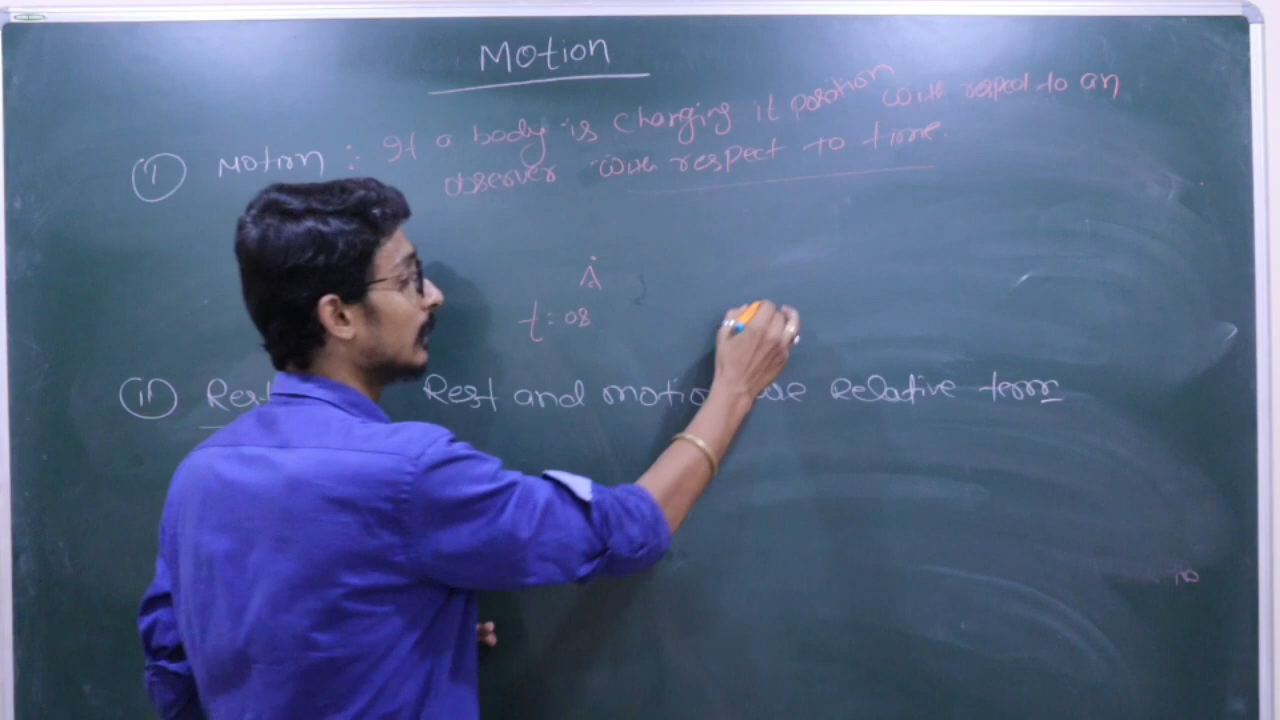 Motion
(i) Motion : If a body is changing it position with respect to an
observer with respect to time.
t=0s
(ii) Rest Rest and motion are Relative term